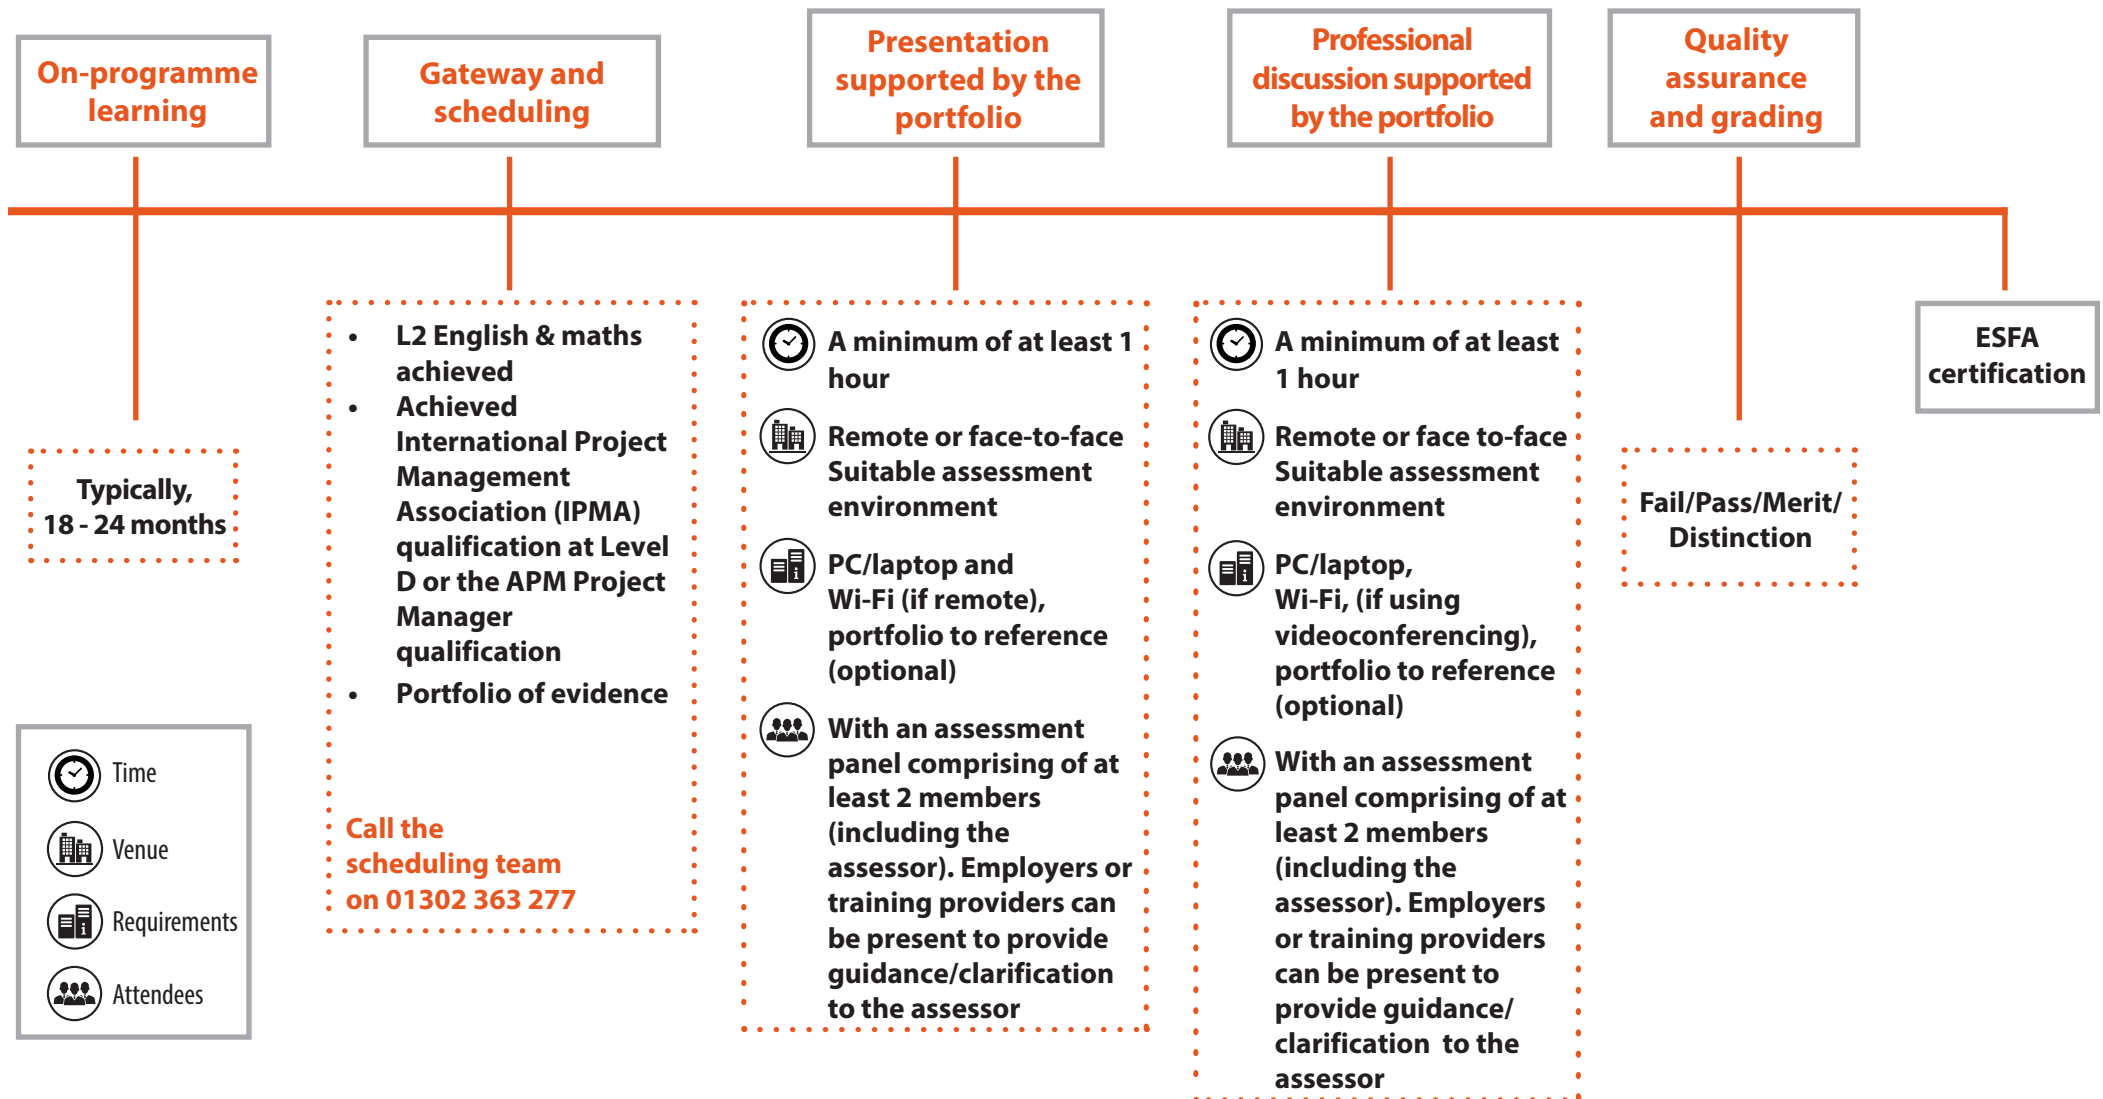 On-programme
learning
Gateway and
scheduling
Presentation
supported by the
portfolio
Professional
discussion supported
by the portfolio
Quality
assurance
and grading
Typically,
18 - 24 months
• L2 English & maths
achieved
• Achieved
International Project
Management
Association (IPMA)
qualification at Level
D or the APM Project
Manager
qualification
• Portfolio of evidence
Call the
scheduling team
on 01302 363 277
A minimum of at least 1
hour
Remote or face-to-face
Suitable assessment
environment
PC/laptop and
Wi-Fi (if remote),
portfolio to reference
(optional)
With an assessment
panel comprising of at
least 2 members
(including the
assessor). Employers or
training providers can
be present to provide
guidance/clarification
to the assessor
A minimum of at least
1 hour
Remote or face to-face
Suitable assessment
environment
PC/laptop,
Wi-Fi, (if using
videoconferencing),
portfolio to reference
(optional)
With an assessment
panel comprising of at
least 2 members
(including the
assessor). Employers
or training providers
can be present to
provide guidance/
clarification  to the
assessor
Fail/Pass/Merit/
Distinction
ESFA
certification
Time
Venue
Requirements
Attendees